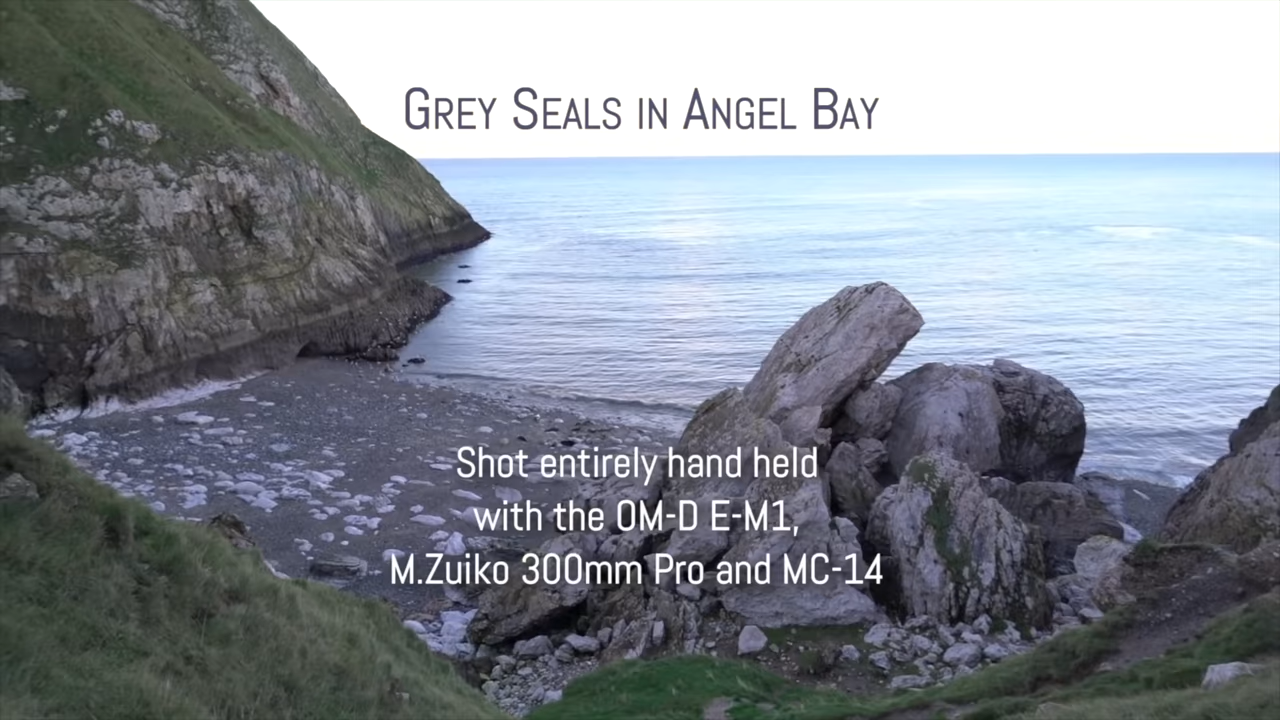 Grey Seals in Angel Bay
Shot entirely hand held
with the OM-D E-M1,
M.Zuiko 300mm Pro and MC-14